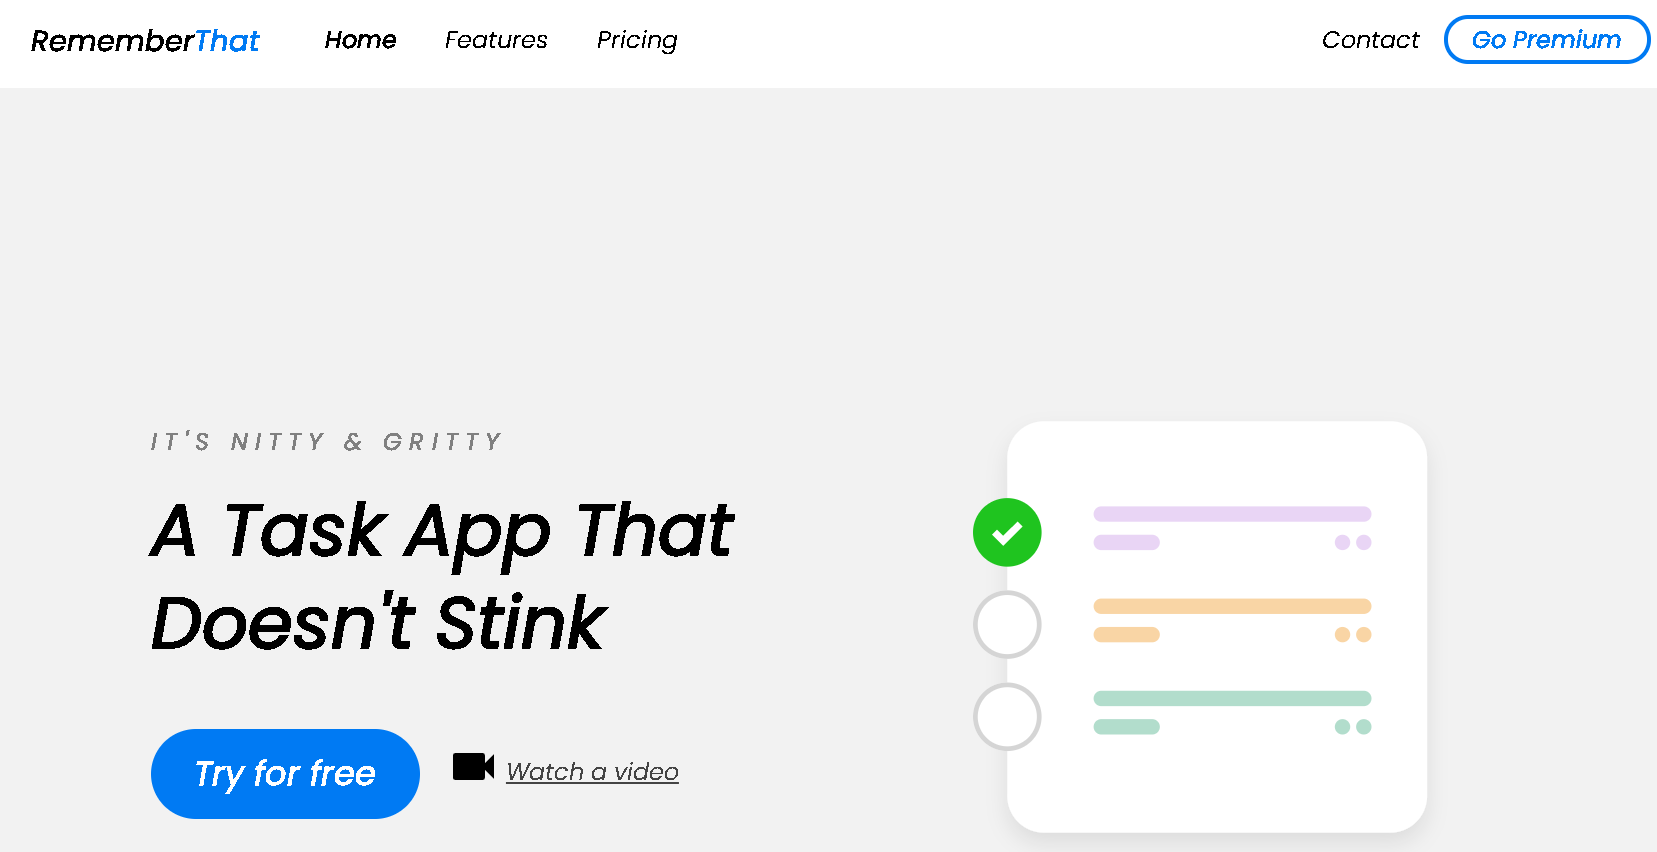 RememberThat Home Features Pricing Contact Go Premium
IT'S NITTY & GRITTY
A Task App That
Doesn't Stink
Try for free Watch a video